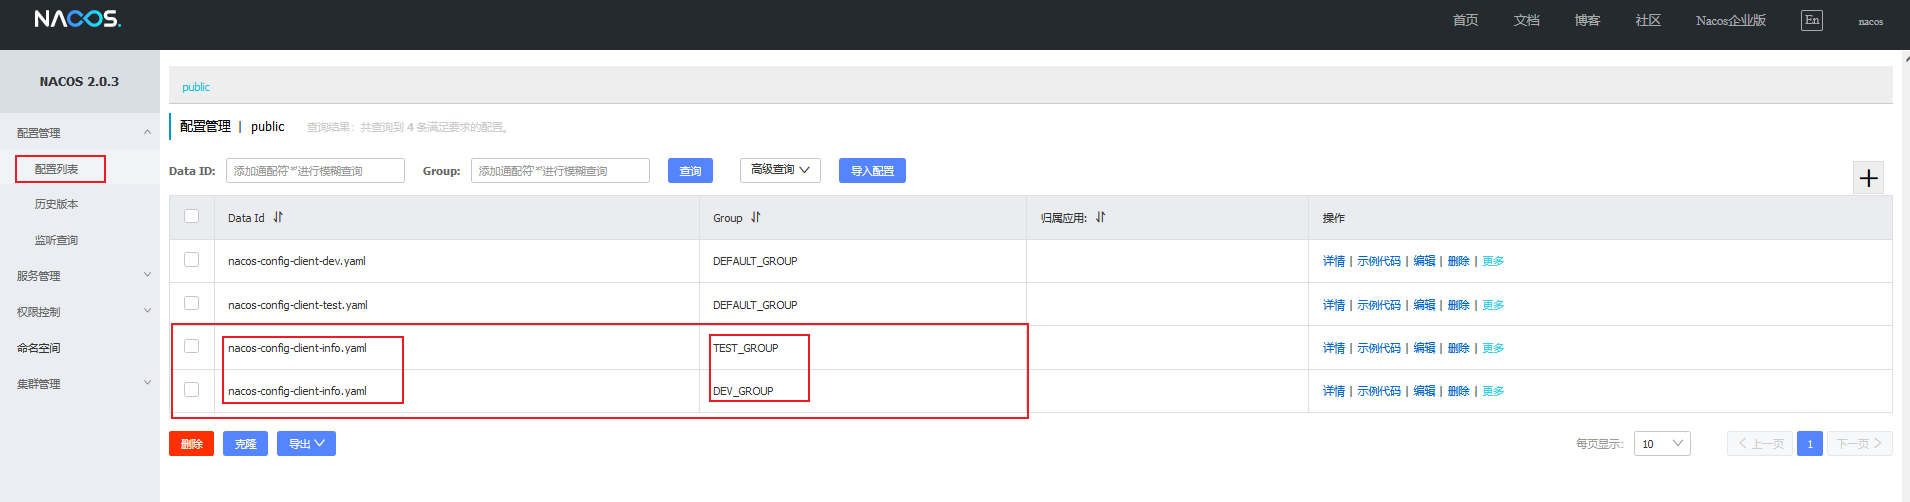 NACOS.
首页 文档 博客 社区 Nacos企业版 En nacos
NACOS 2.0.3
配置管理
配置列表
历史版本
监听查询
服务管理
权限控制
命名空间
集群管理
public
配置管理 | public 查询结果：共查询到 4 条满足要求的配置。
Data ID: 添加通配符'*'进行模糊查询 Group: 添加通配符'*'进行模糊查询 查询 高级查询 导入配置
Data Id Group 归属应用: 操作
nacos-config-client-dev.yaml DEFAULT_GROUP 详情 | 示例代码 | 编辑 | 删除 | 更多
nacos-config-client-test.yaml DEFAULT_GROUP 详情 | 示例代码 | 编辑 | 删除 | 更多
nacos-config-client-info.yaml TEST_GROUP 详情 | 示例代码 | 编辑 | 删除 | 更多
nacos-config-client-info.yaml DEV_GROUP 详情 | 示例代码 | 编辑 | 删除 | 更多
删除 克隆 导出 每页显示: 10 上一页 1 下一页